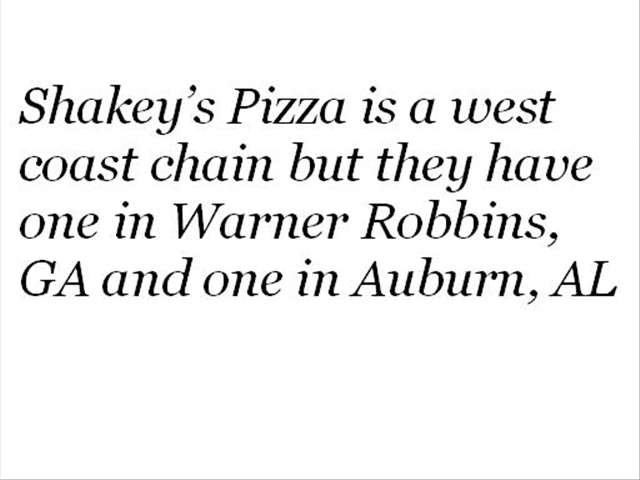 Shakey’s Pizza is a west
coast chain but they have
one in Warner Robbins,
GA and one in Auburn, AL